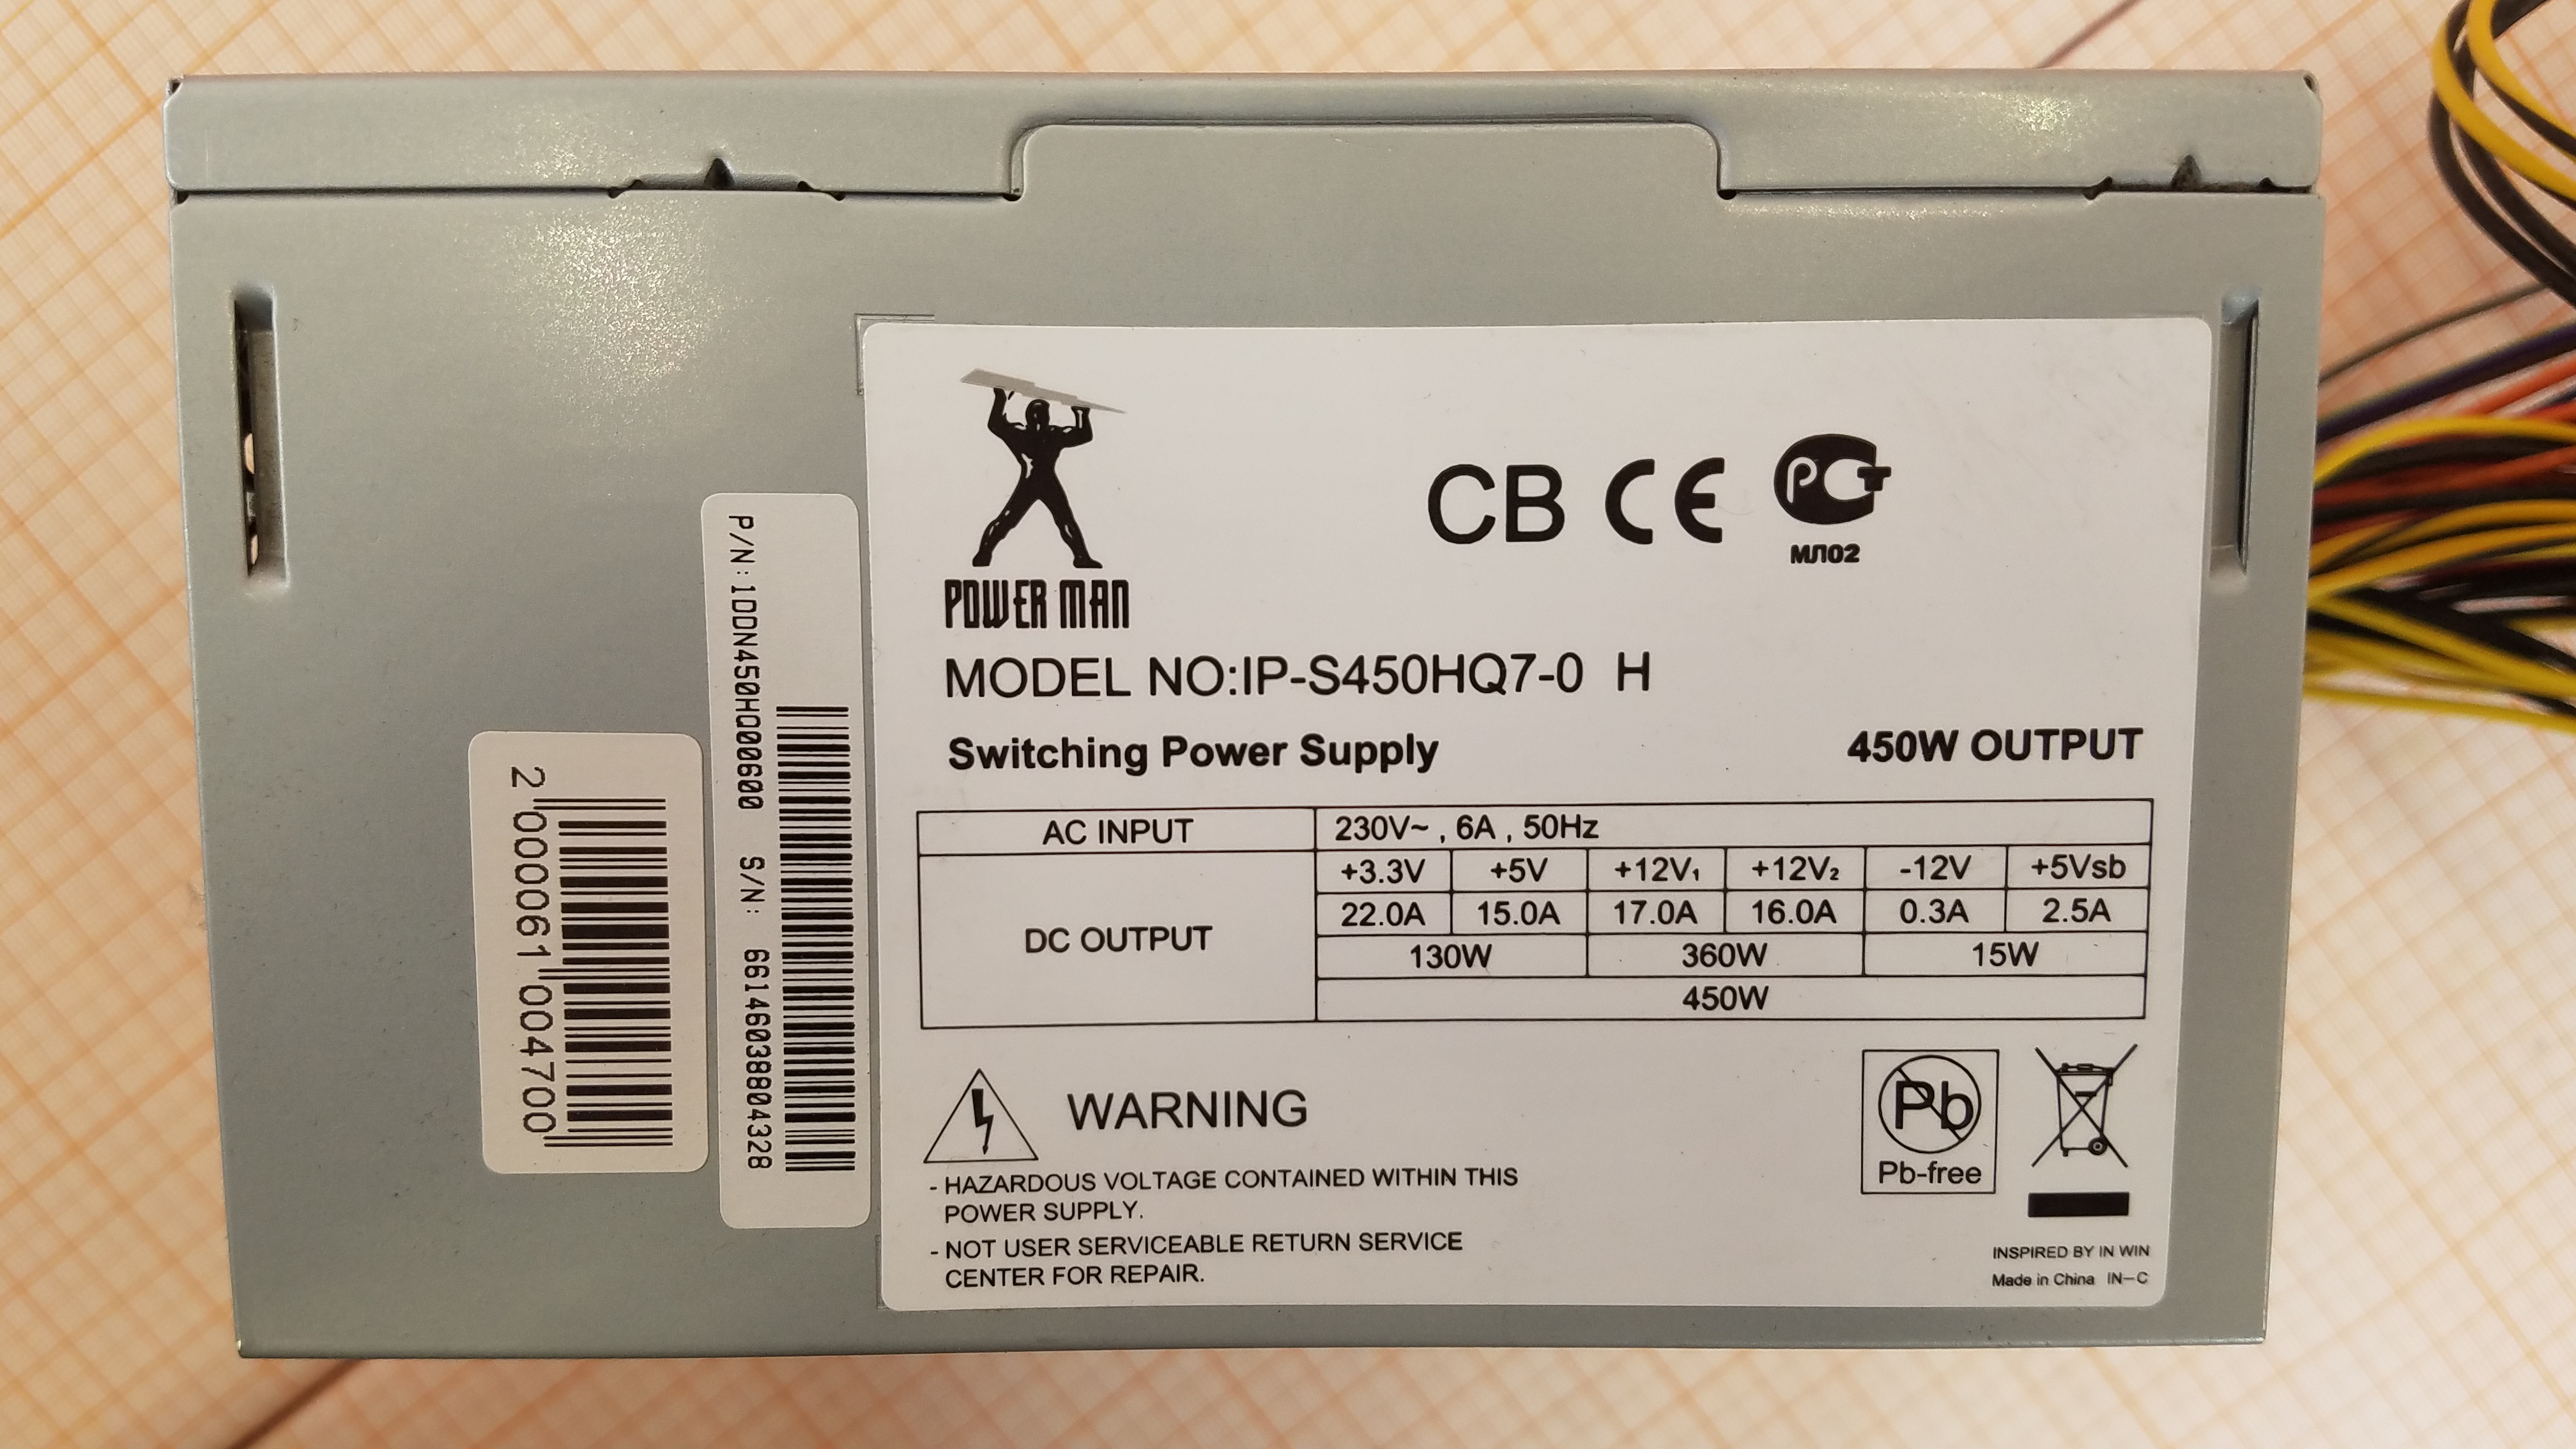 POWER MAN
CB CE PCT
МЛ02
MODEL NO:IP-S450HQ7-0 H
Switching Power Supply 450W OUTPUT
AC INPUT 230V~ , 6A , 50Hz
DC OUTPUT
+3.3V +5V +12V₁ +12V₂ -12V +5Vsb
22.0A 15.0A 17.0A 16.0A 0.3A 2.5A
130W 360W 15W
450W
WARNING
- HAZARDOUS VOLTAGE CONTAINED WITHIN THIS
POWER SUPPLY.
- NOT USER SERVICEABLE RETURN SERVICE
CENTER FOR REPAIR.
Pb
Pb-free
INSPIRED BY IN WIN
Made in China IN-C
P/N:1DDN450HQ00600 S/N: 66146038804328
2 000061 004700